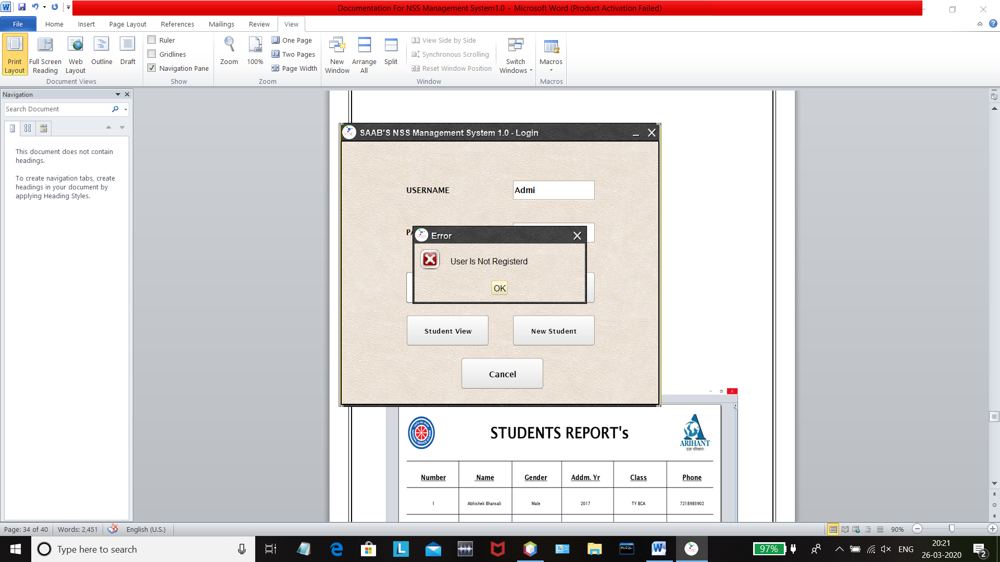 Documentation For NSS Management System1.0 - Microsoft Word (Product Activation Failed)
File Home Insert Page Layout References Mailings Review View
Print Layout
Full Screen Reading
Web Layout
Outline
Draft
Document Views
Ruler
Gridlines
Navigation Pane
Show
Zoom
100%
One Page
Two Pages
Page Width
Zoom
New Window
Arrange All
Split
View Side by Side
Synchronous Scrolling
Reset Window Position
Window
Switch Windows
Macros
Macros
Navigation
Search Document
This document does not contain
headings.
To create navigation tabs, create
headings in your document by
applying Heading Styles.
SAAB'S NSS Management System 1.0 - Login
USERNAME Admi
PA
Error
User Is Not Registerd
OK
Student View New Student
Cancel
STUDENTS REPORT's
ARIHANT
Number Name Gender Addm. Yr Class Phone
1 Abhishek Bhansali Male 2017 TY BCA 7218983902
Page: 34 of 40 Words: 2,451 English (U.S.) 90%
Type here to search
MySQL
97% ENG
20:21
26-03-2020
2